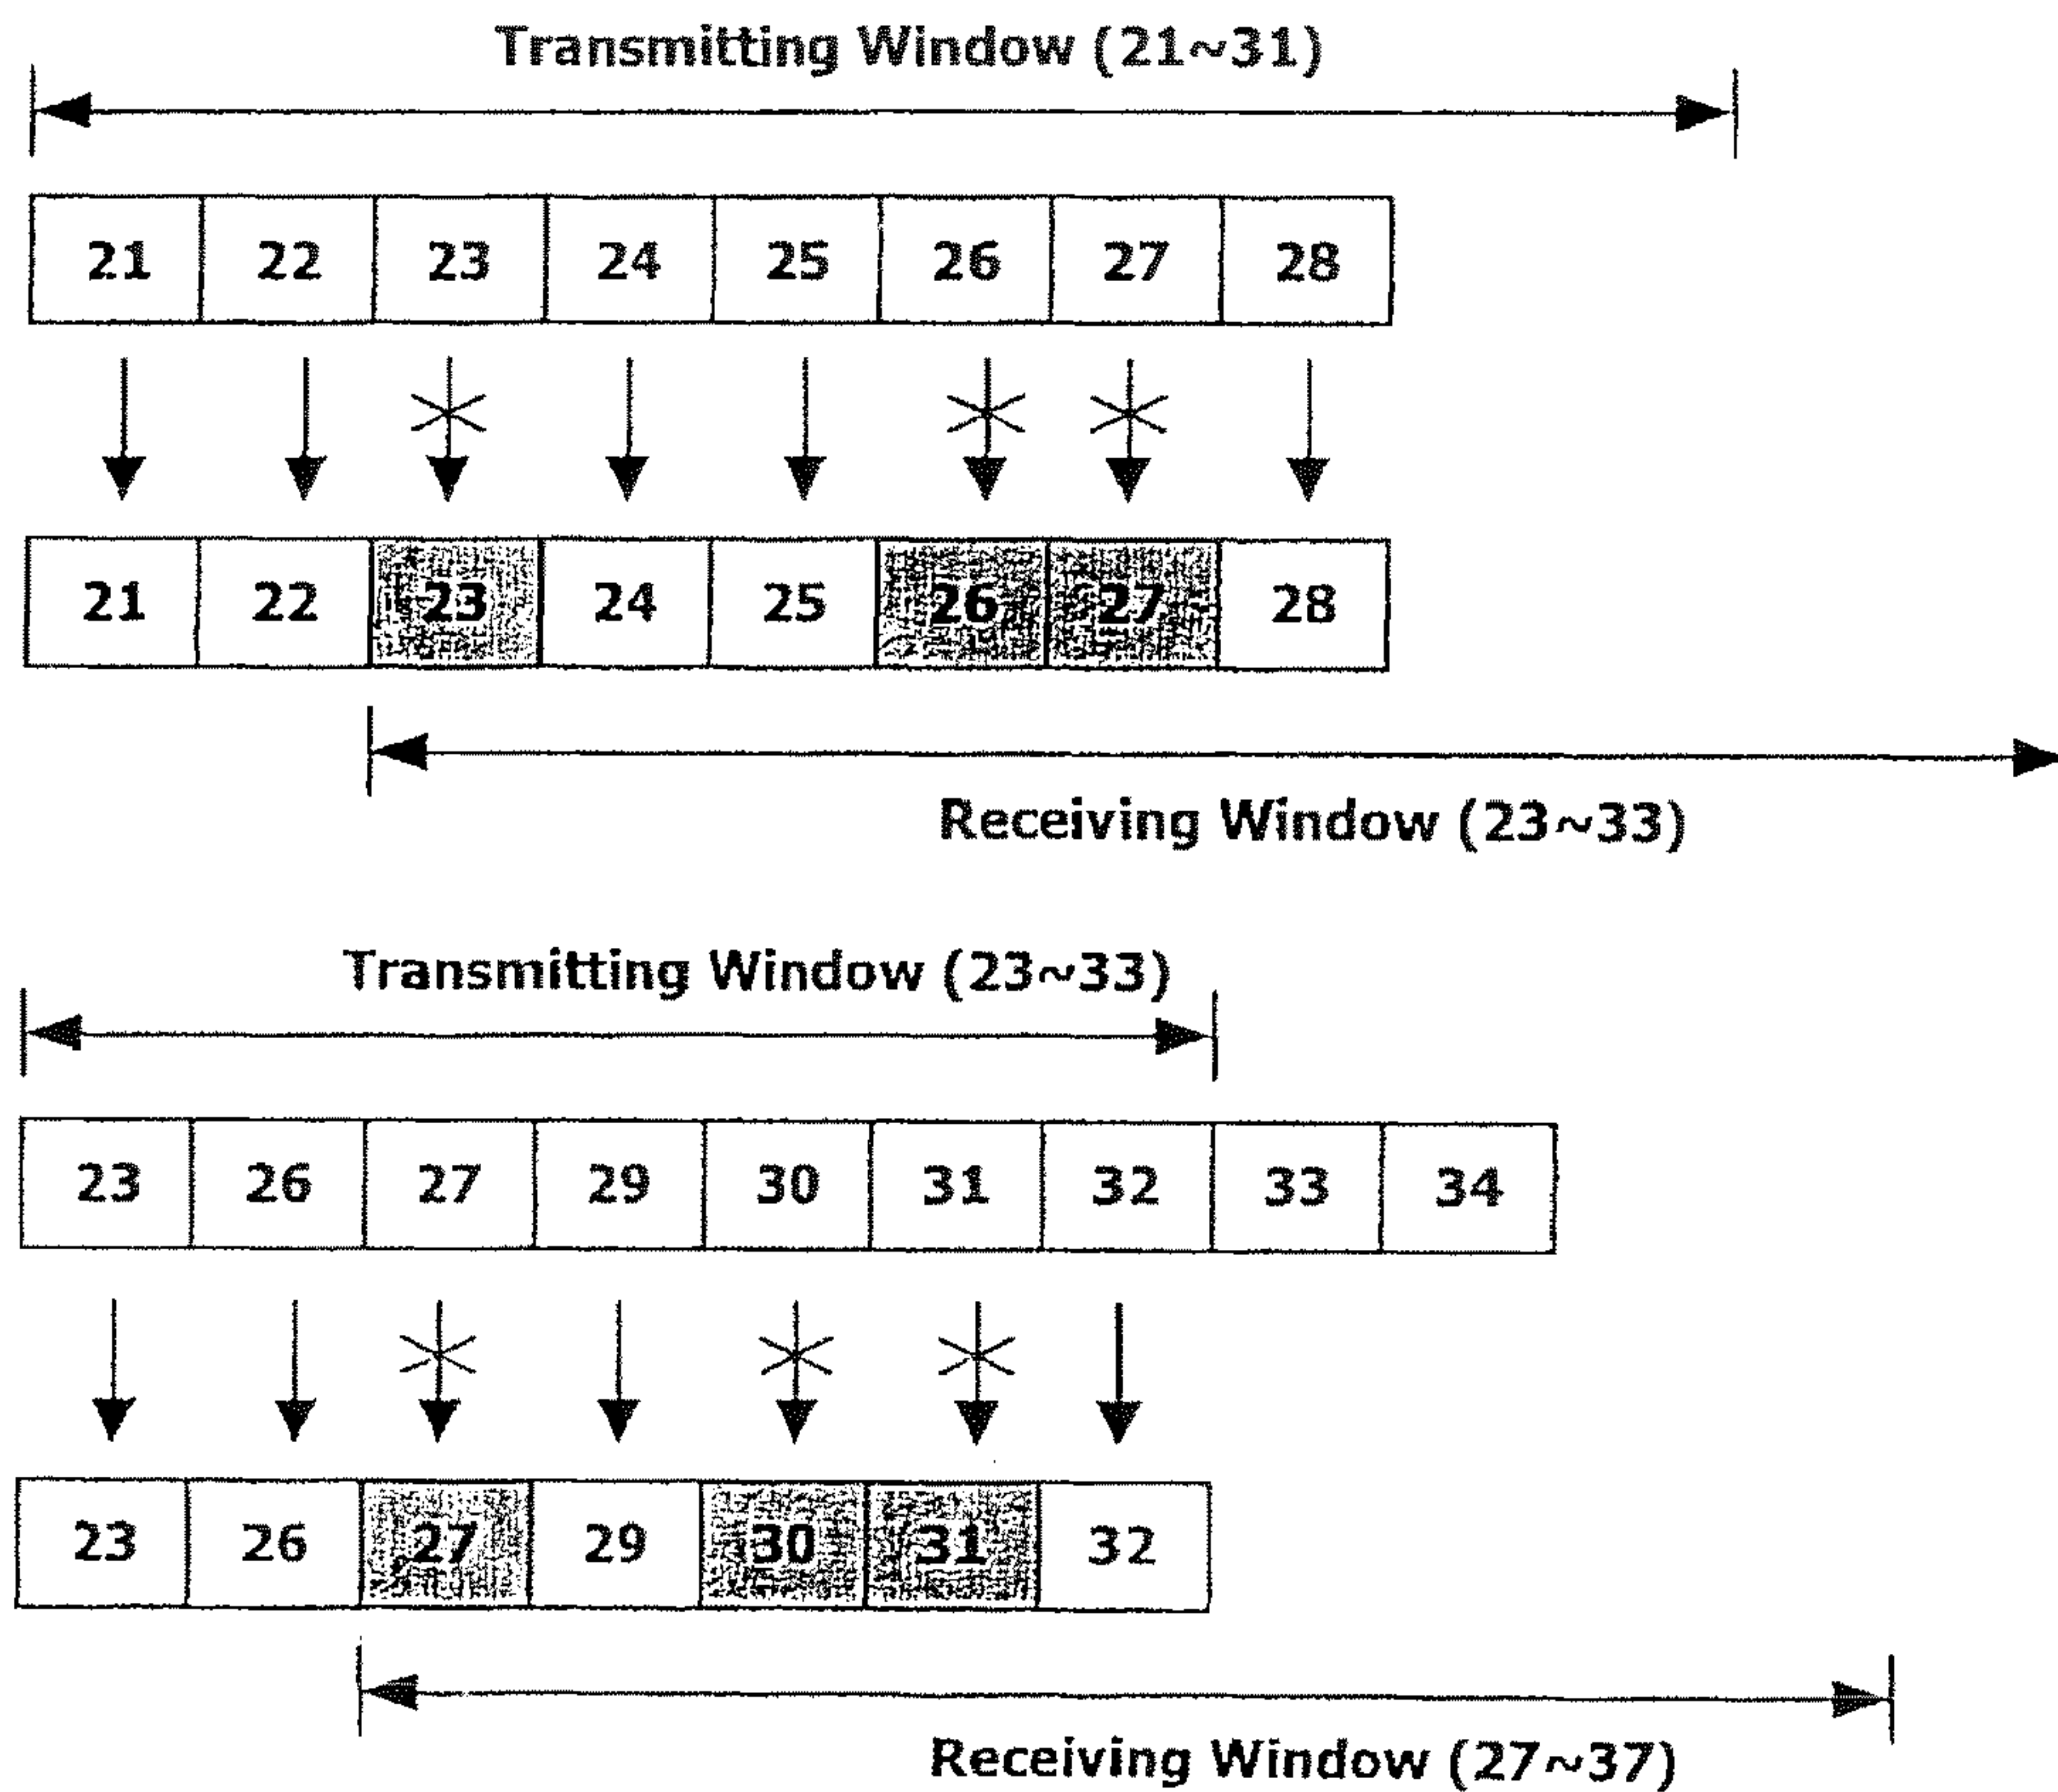 Transmitting Window (21~31)
21 22 23 24 25 26 27 28
21 22 23 24 25 26 27 28
Receiving Window (23~33)
Transmitting Window (23~33)
23 26 27 29 30 31 32 33 34
23 26 27 29 30 31 32
Receiving Window (27~37)